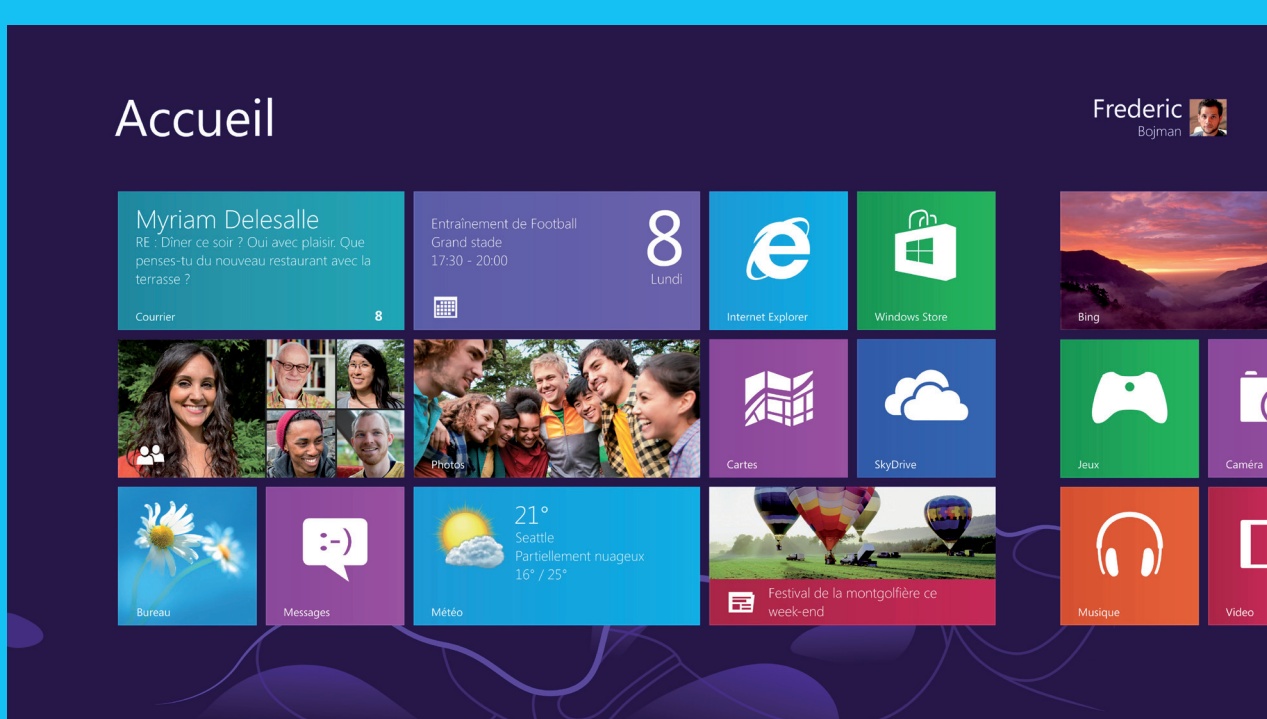 Accueil
Frederic
Bojman
Myriam Delesalle
RE : Dîner ce soir ? Oui avec plaisir. Que
penses-tu du nouveau restaurant avec la
terrasse ?
Courrier
8
Entraînement de Football
Grand stade
17:30 - 20:00
8
Lundi
Internet Explorer
Windows Store
Bing
Photos
Cartes
SkyDrive
Jeux
Caméra
Bureau
:-)
Messages
21°
Seattle
Partiellement nuageux
16° / 25°
Météo
Festival de la montgolfière ce
week-end
Musique
Video